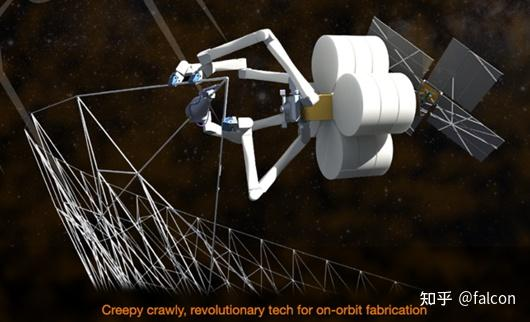 知乎 @falcon
Creepy crawly, revolutionary tech for on-orbit fabrication